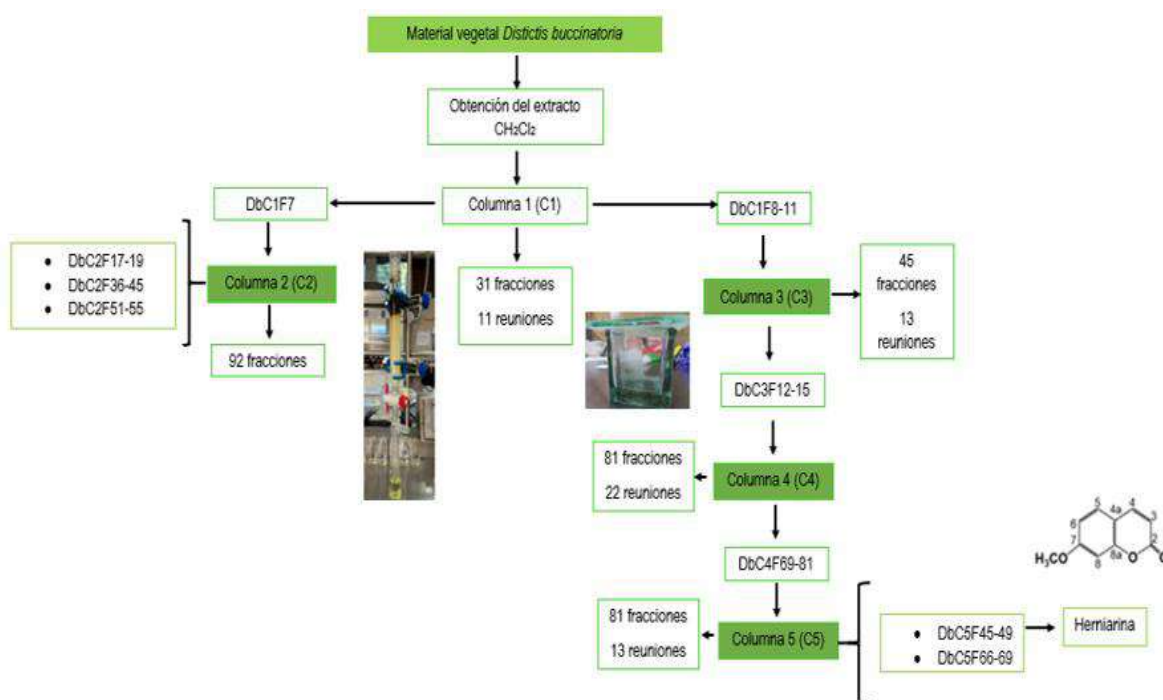 Material vegetal Distictis buccinatoria
Obtención del extracto
CH₂Cl₂
DbC1F7
Columna 1 (C1)
DbC1F8-11
• DbC2F17-19
• DbC2F36-45
• DbC2F51-55
Columna 2 (C2)
92 fracciones
31 fracciones
11 reuniones
Columna 3 (C3)
45
fracciones
13
reuniones
DbC3F12-15
81 fracciones
22 reuniones
Columna 4 (C4)
DbC4F69-81
81 fracciones
13 reuniones
Columna 5 (C5)
• DbC5F45-49
• DbC5F66-69
Herniarina
5
4
6
4a
3
7
8a
2
H₃CO
8
O
O